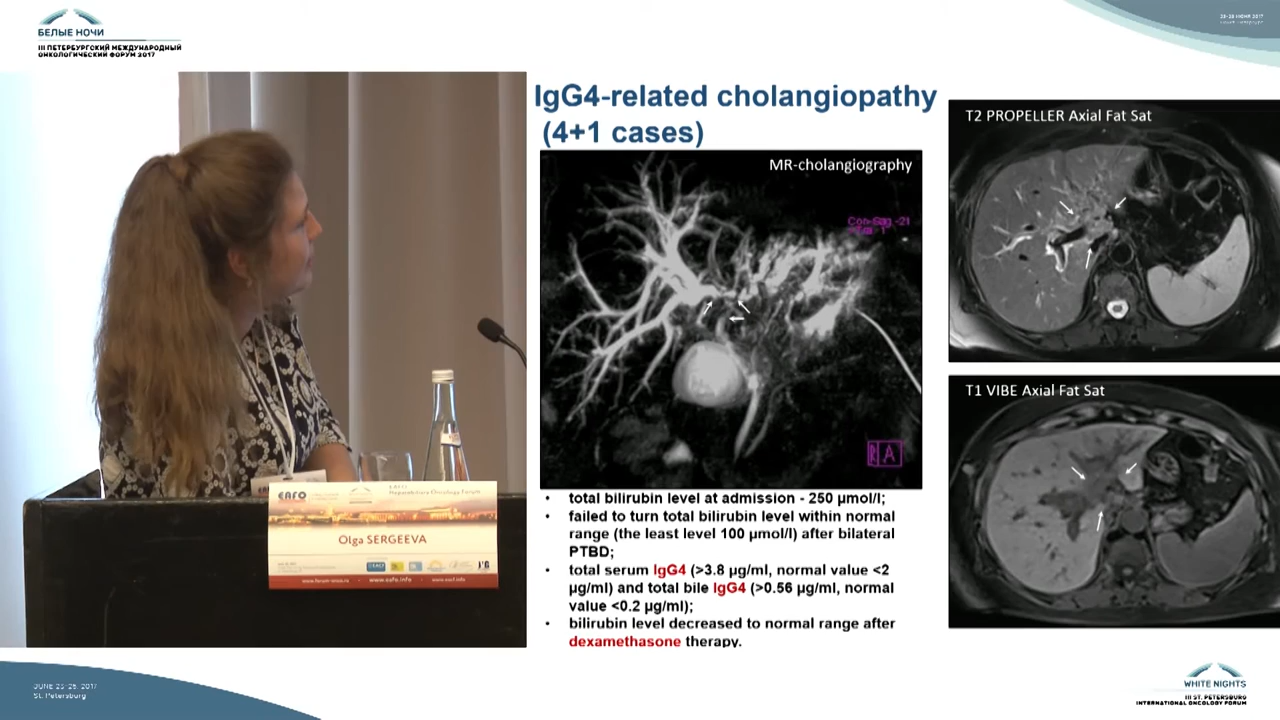 БЕЛЫЕ НОЧИ
III ПЕТЕРБУРГСКИЙ МЕЖДУНАРОДНЫЙ
ОНКОЛОГИЧЕСКИЙ ФОРУМ 2017
IgG4-related cholangiopathy
(4+1 cases)
MR-cholangiography
R A
T2 PROPELLER Axial Fat Sat
T1 VIBE Axial Fat Sat
• total bilirubin level at admission - 250 µmol/l;
• failed to turn total bilirubin level within normal
range (the least level 100 µmol/l) after bilateral
PTBD;
• total serum IgG4 (>3.8 µg/ml, normal value <2
µg/ml) and total bile IgG4 (>0.56 µg/ml, normal
value <0.2 µg/ml);
• bilirubin level decreased to normal range after
dexamethasone therapy.
EAFO
Olga SERGEEVA
www.eafo.info
JUNE 23-25, 2017
St. Petersburg
WHITE NIGHTS
III ST. PETERSBURG
INTERNATIONAL ONCOLOGY FORUM